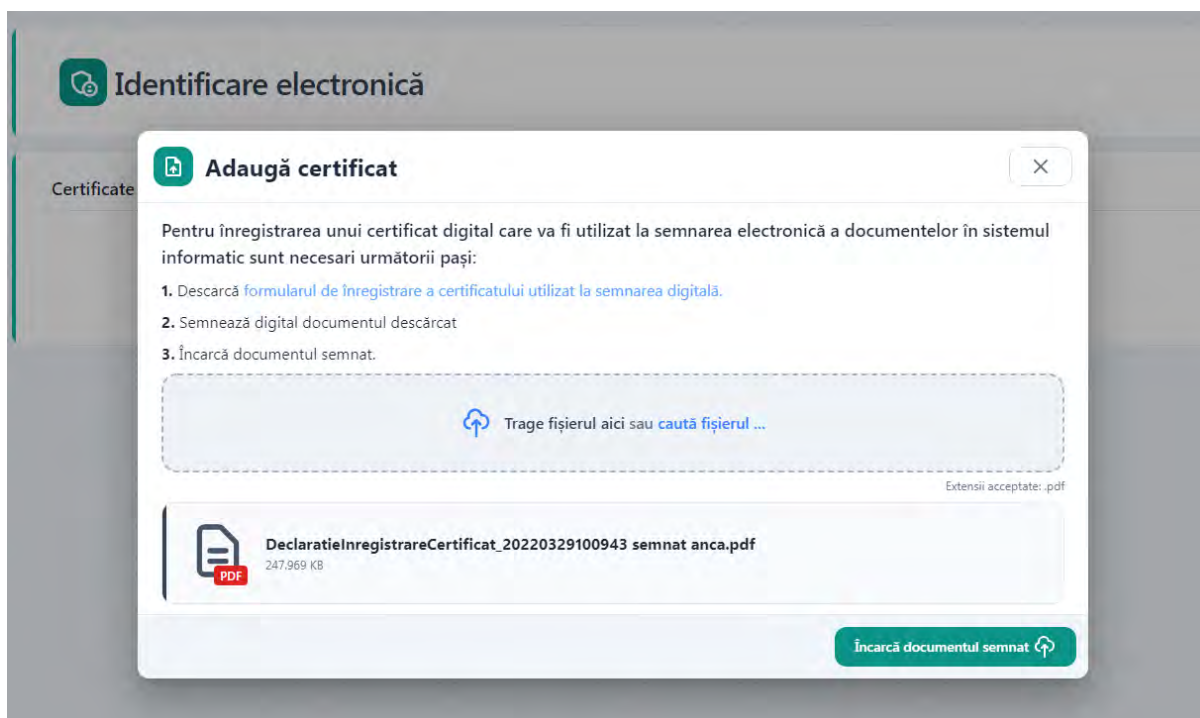 Identificare electronică
Adaugă certificat
Certificate
Pentru înregistrarea unui certificat digital care va fi utilizat la semnarea electronică a documentelor în sistemul
informatic sunt necesari următorii pași:
1. Descarcă formularul de înregistrare a certificatului utilizat la semnarea digitală.
2. Semnează digital documentul descărcat
3. Încarcă documentul semnat.
Trage fișierul aici sau caută fișierul ...
Extensii acceptate: .pdf
DeclaratieInregistrareCertificat_20220329100943 semnat anca.pdf
247.969 KB
PDF
Încarcă documentul semnat